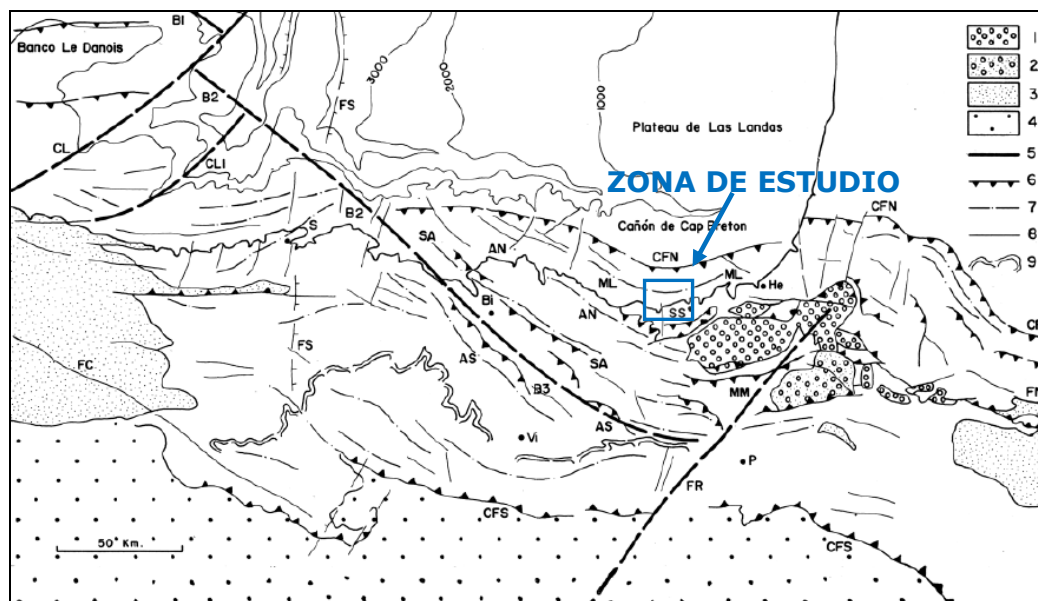 BI
Banco Le Danois
B2
FS
3000
2000
1000
1
2
3
4
5
6
7
8
9
Plateau de Las Landas
CL
CLI
ZONA DE ESTUDIO
CFN
B2
S
SA
AN
Cañón de Cap Breton
CFN
ML
ML
He
Bi
AN
SS
FS
FC
AS
SA
B3
MM
AS
Vi
P
FR
CFS
CFS
50 Km.